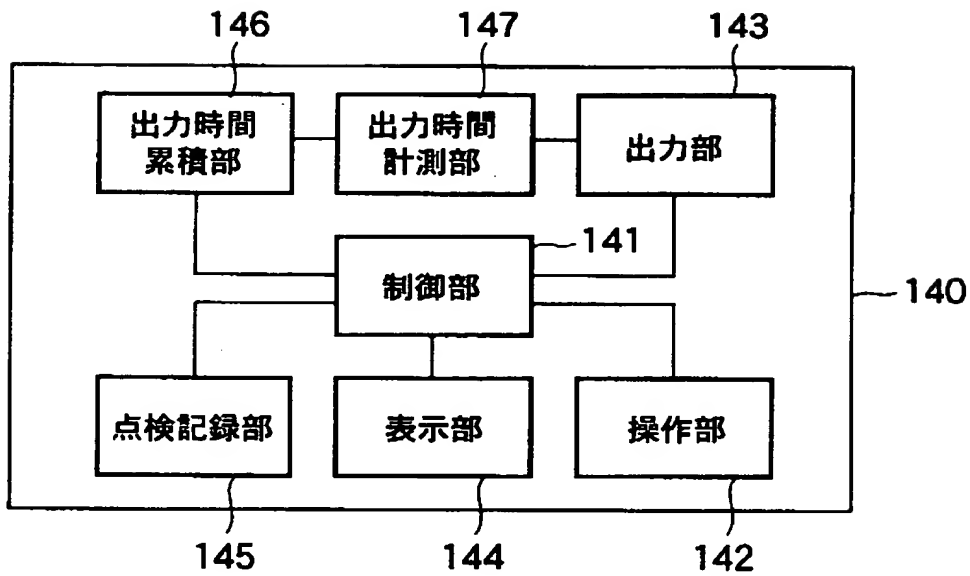 146
147
143
出力時間
累積部
出力時間
計測部
出力部
141
制御部
140
点検記録部
表示部
操作部
145
144
142